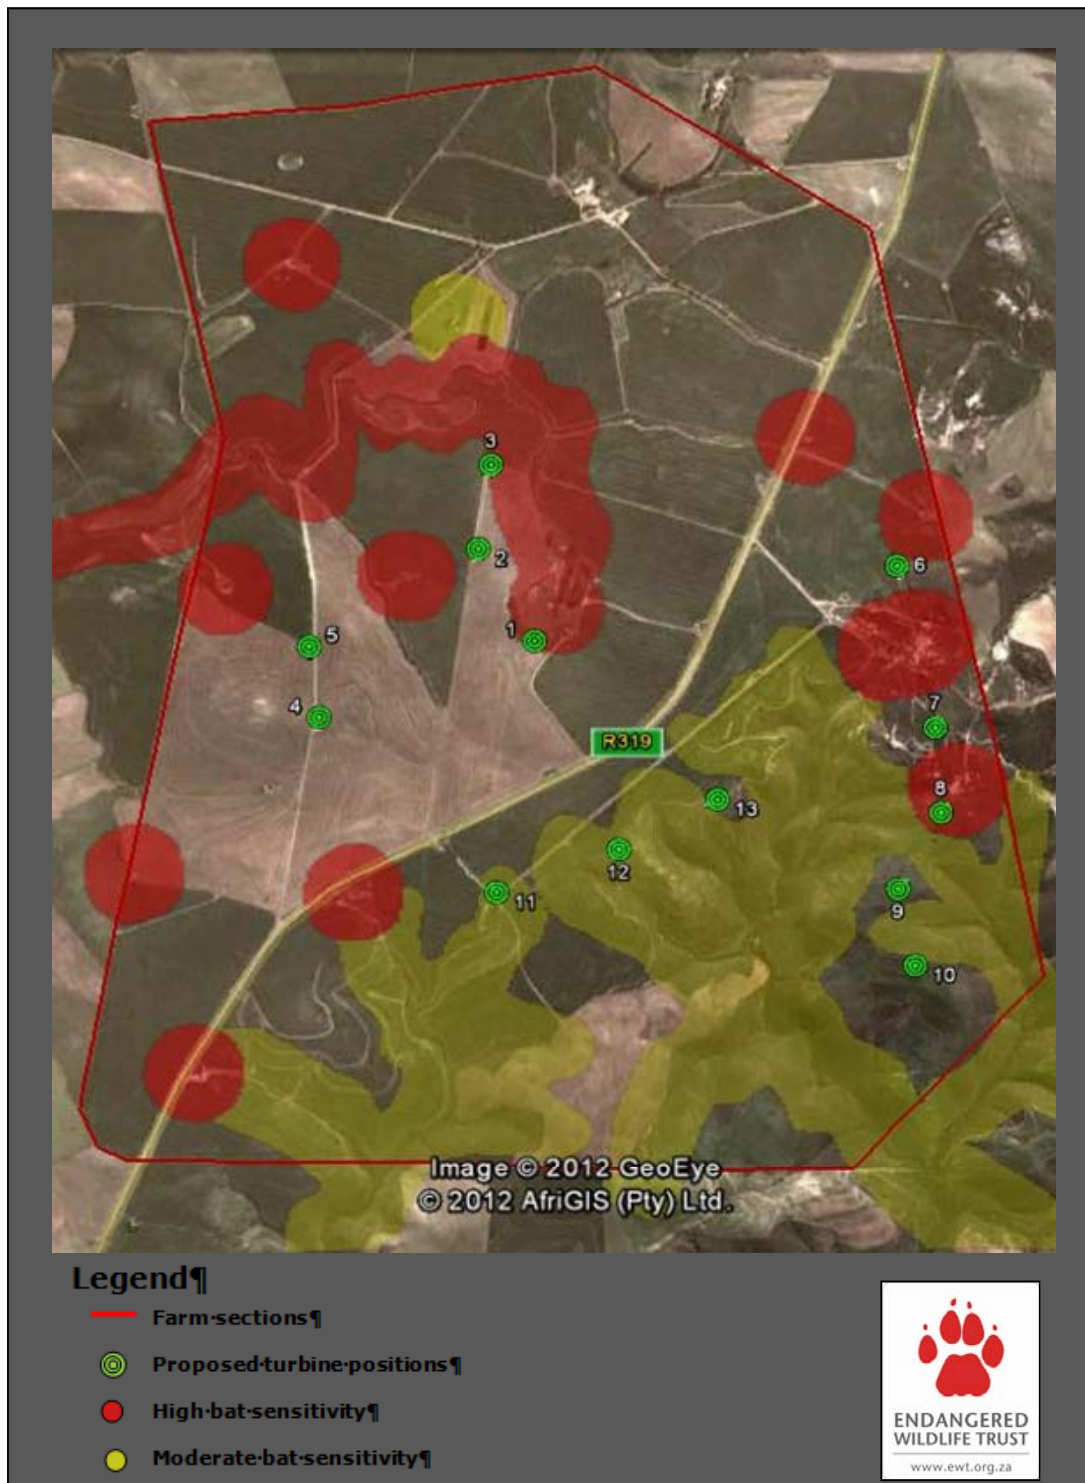 3
2
1
6
5
4
7
R319
8
13
12
11
9
10
Image © 2012 GeoEye
© 2012 AfriGIS (Pty) Ltd.
Legend¶
Farm·sections¶
Proposed·turbine·positions¶
High·bat·sensitivity¶
Moderate·bat·sensitivity¶
ENDANGERED
WILDLIFE TRUST
www.ewt.org.za